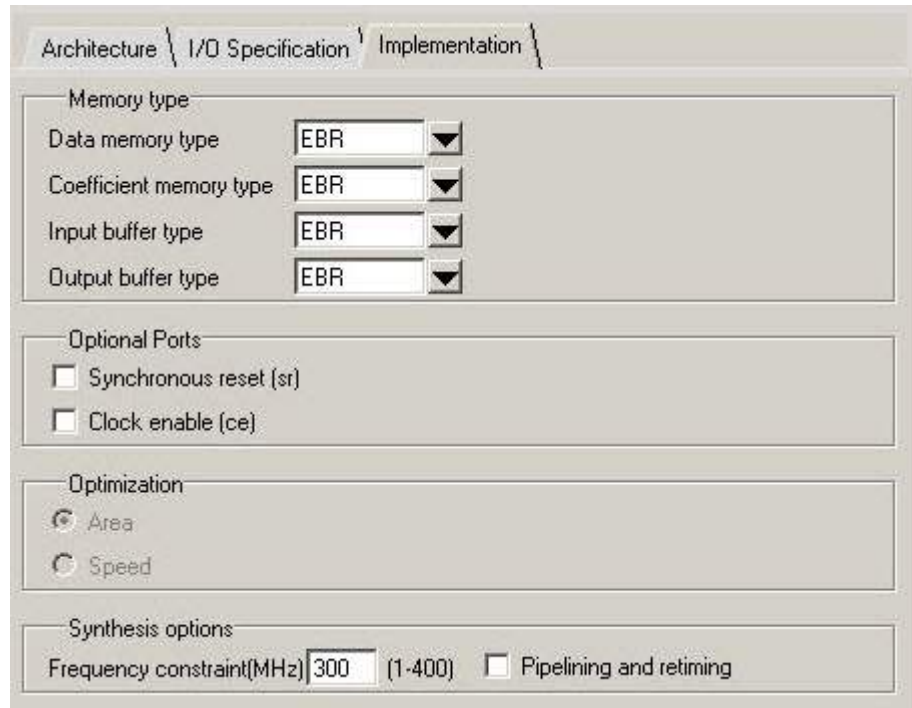 Architecture I/O Specification Implementation
Memory type
Data memory type EBR
Coefficient memory type EBR
Input buffer type EBR
Output buffer type EBR
Optional Ports
Synchronous reset (sr)
Clock enable (ce)
Optimization
Area
Speed
Synthesis options
Frequency constraint(MHz) 300 (1-400) Pipelining and retiming